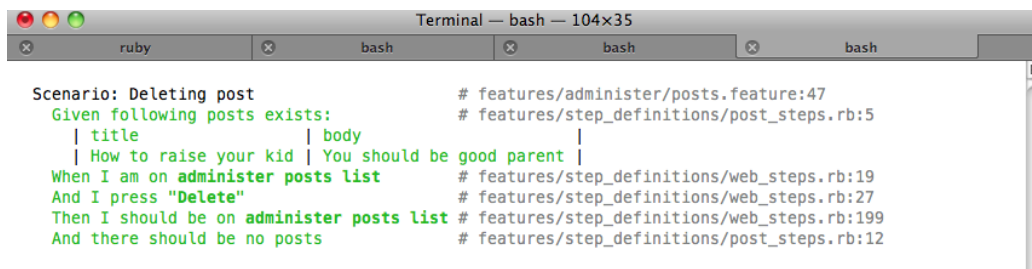 Terminal — bash — 104×35
ruby bash bash bash
Scenario: Deleting post # features/administer/posts.feature:47
Given following posts exists: # features/step_definitions/post_steps.rb:5
| title | body |
| How to raise your kid | You should be good parent |
When I am on administer posts list # features/step_definitions/web_steps.rb:19
And I press "Delete" # features/step_definitions/web_steps.rb:27
Then I should be on administer posts list # features/step_definitions/web_steps.rb:199
And there should be no posts # features/step_definitions/post_steps.rb:12